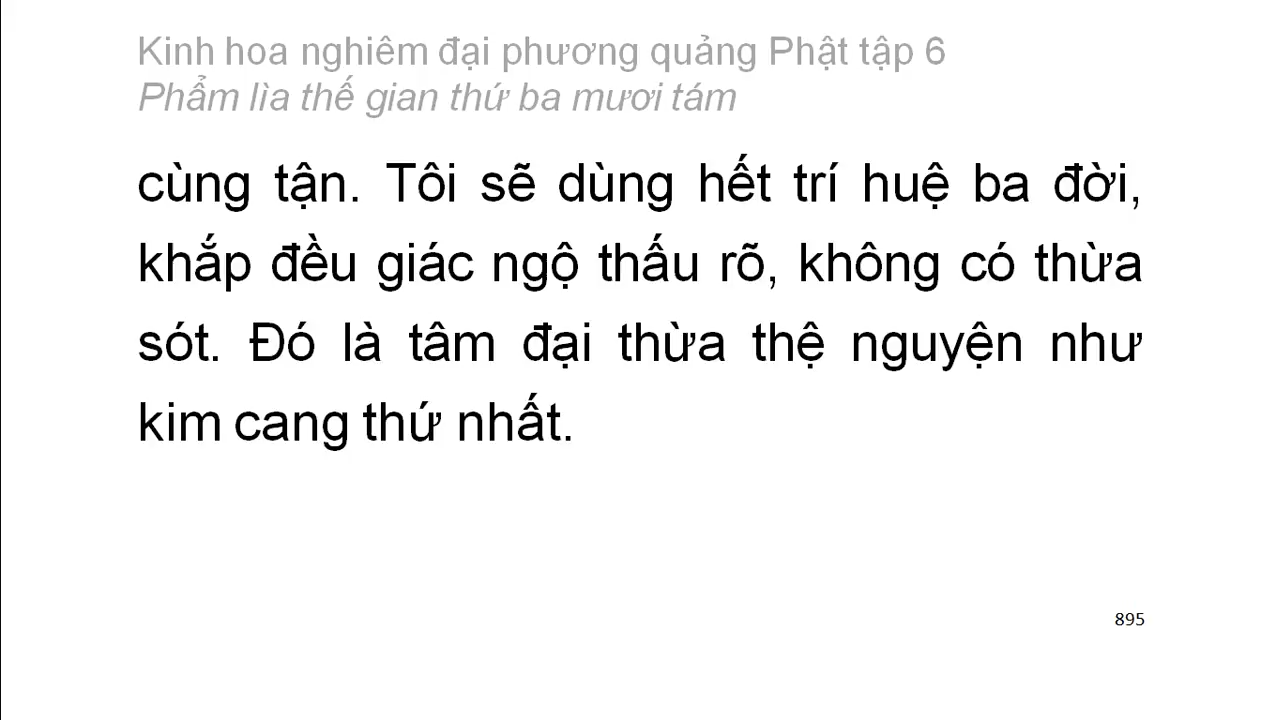 Kinh hoa nghiêm đại phương quảng Phật tập 6
Phẩm lìa thế gian thứ ba mươi tám
cùng tận. Tôi sẽ dùng hết trí huệ ba đời,
khắp đều giác ngộ thấu rõ, không có thừa
sót. Đó là tâm đại thừa thệ nguyện như
kim cang thứ nhất.
895